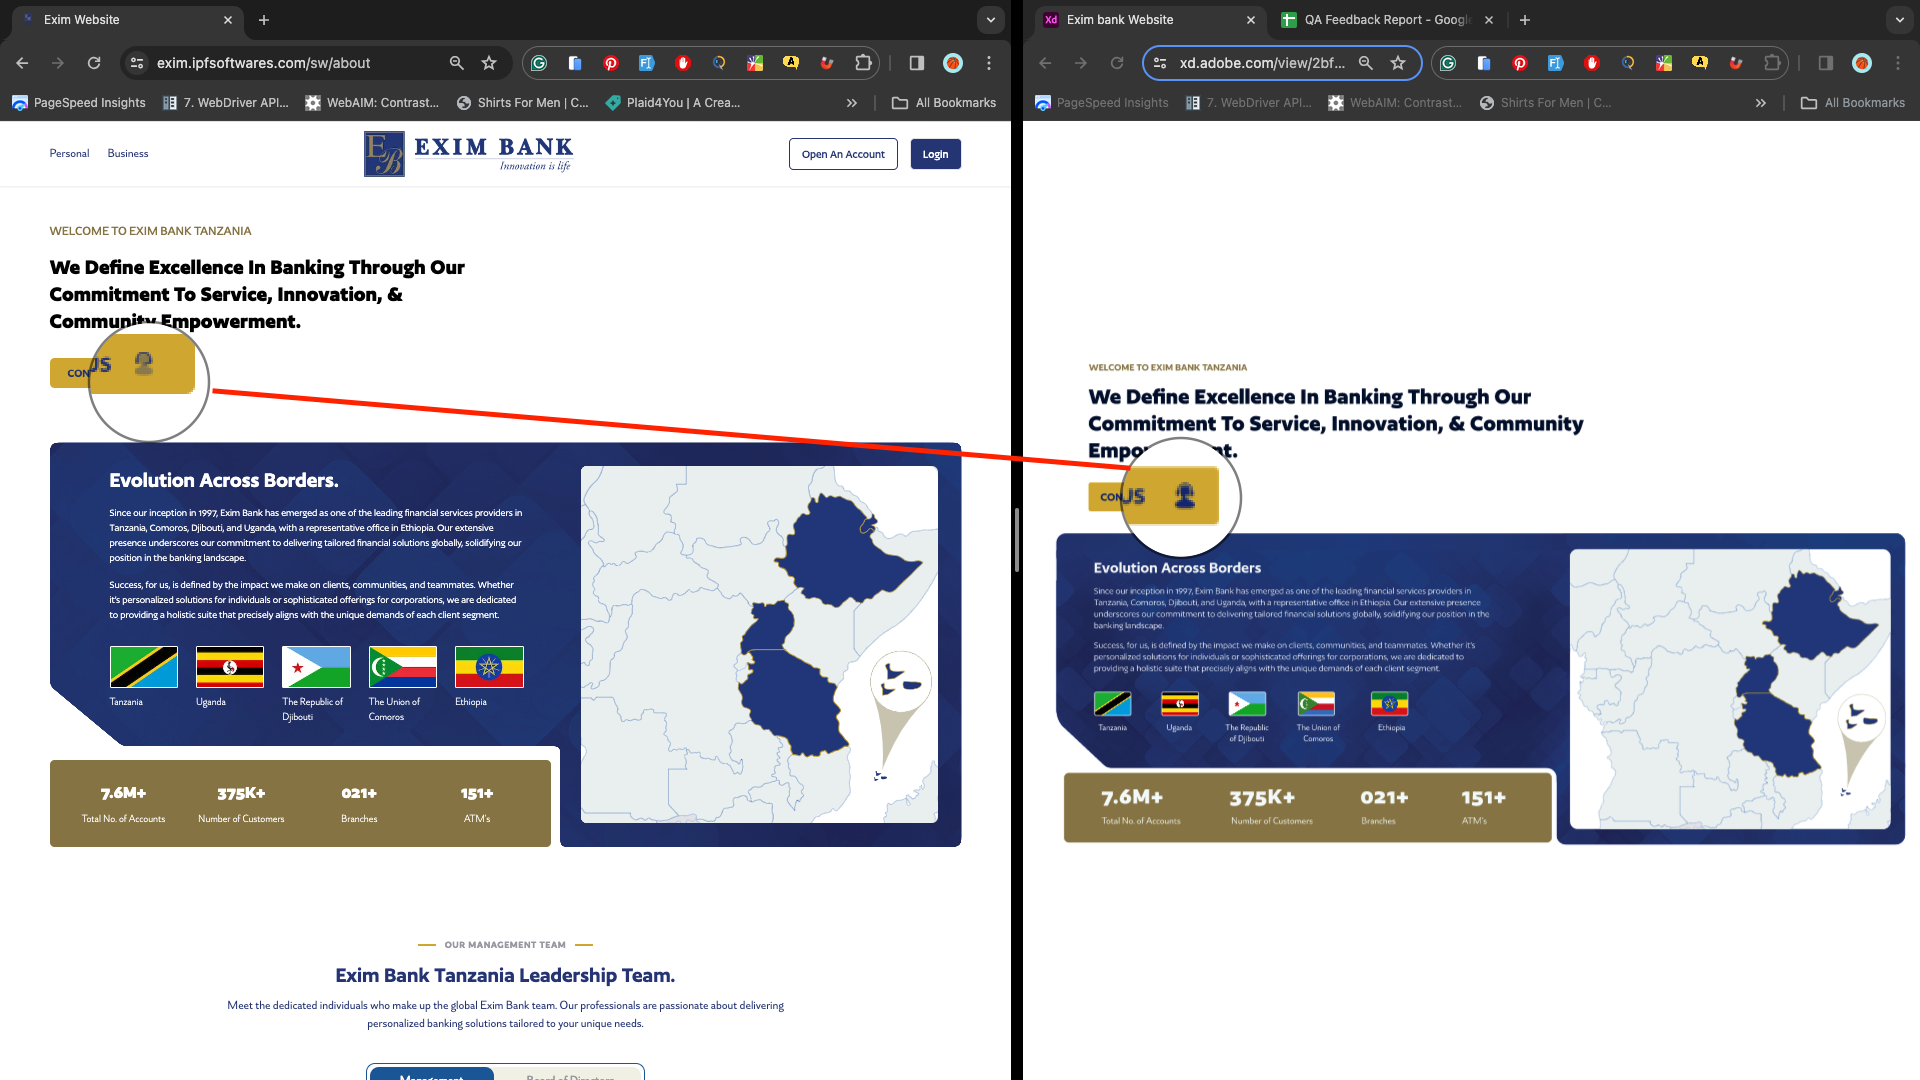 Exim Website
exim.ipfsoftwares.com/sw/about
PageSpeed Insights
7. WebDriver API...
WebAIM: Contrast...
Shirts For Men | C...
Plaid4You | A Crea...
All Bookmarks
Personal
Business
EXIM BANK
Innovation is life
Open An Account
Login
WELCOME TO EXIM BANK TANZANIA
We Define Excellence In Banking Through Our
Commitment To Service, Innovation, &
Community Empowerment.
CON
US
Evolution Across Borders.
Since our inception in 1997, Exim Bank has emerged as one of the leading financial services providers in
Tanzania, Comoros, Djibouti, and Uganda, with a representative office in Ethiopia. Our extensive
presence underscores our commitment to delivering tailored financial solutions globally, solidifying our
position in the banking landscape.
Success, for us, is defined by the impact we make on clients, communities, and teammates. Whether
it's personalized solutions for individuals or sophisticated offerings for corporations, we are dedicated
to providing a holistic suite that precisely aligns with the unique demands of each client segment.
Tanzania
Uganda
The Republic of
Djibouti
The Union of
Comoros
Ethiopia
7.6M+
Total No. of Accounts
375K+
Number of Customers
021+
Branches
151+
ATM's
OUR MANAGEMENT TEAM
Exim Bank Tanzania Leadership Team.
Meet the dedicated individuals who make up the global Exim Bank team. Our professionals are passionate about delivering
personalized banking solutions tailored to your unique needs.
Management
Board of Directors
Xd
Exim bank Website
QA Feedback Report - Google
xd.adobe.com/view/2bf...
PageSpeed Insights
7. WebDriver API...
WebAIM: Contrast...
Shirts For Men | C...
All Bookmarks
WELCOME TO EXIM BANK TANZANIA
We Define Excellence In Banking Through Our
Commitment To Service, Innovation, & Community
Empo nt.
CON
US
Evolution Across Borders
Since our inception in 1997, Exim Bank has emerged as one of the leading financial services providers in
Tanzania, Comoros, Djibouti, and Uganda, with a representative office in Ethiopia. Our extensive presence
underscores our commitment to delivering tailored financial solutions globally, solidifying our position in the
banking landscape.
Success, for us, is defined by the impact we make on clients, communities, and teammates. Whether it's
personalized solutions for individuals or sophisticated offerings for corporations, we are dedicated to
providing a holistic suite that precisely aligns with the unique demands of each client segment.
Tanzania
Uganda
The Republic
of Djibouti
The Union of
Comoros
Ethiopia
7.6M+
Total No. of Accounts
375K+
Number of Customers
021+
Branches
151+
ATM's